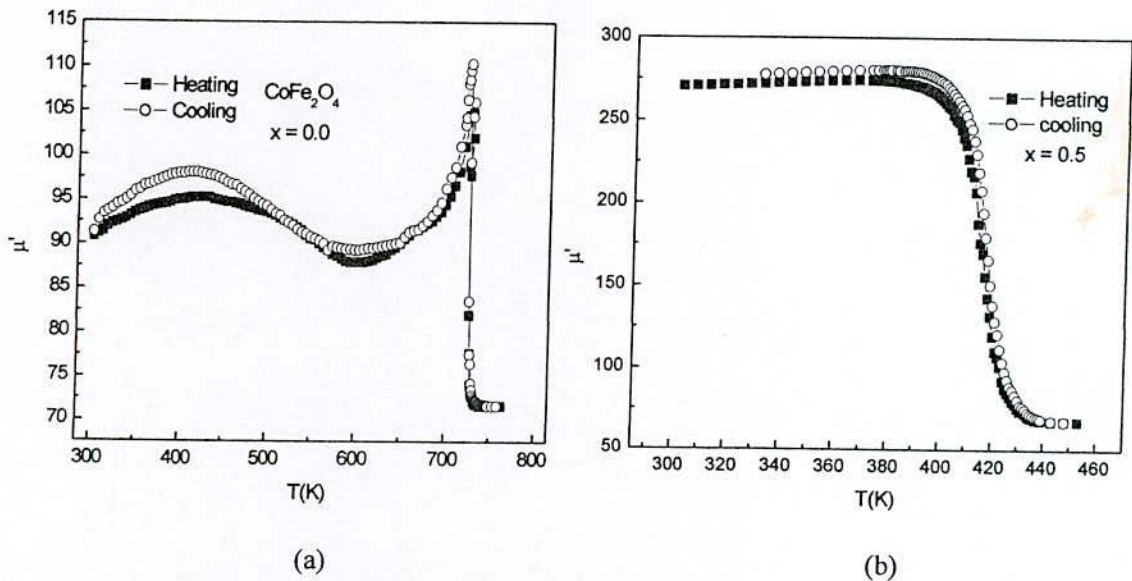 115
110
105
100
95
90
85
80
75
70
μ'
Heating
Cooling
CoFe₂O₄
x = 0.0
300 400 500 600 700 800
T(K)
(a)
300
250
200
150
100
50
μ'
Heating
cooling
x = 0.5
300 320 340 360 380 400 420 440 460
T(K)
(b)